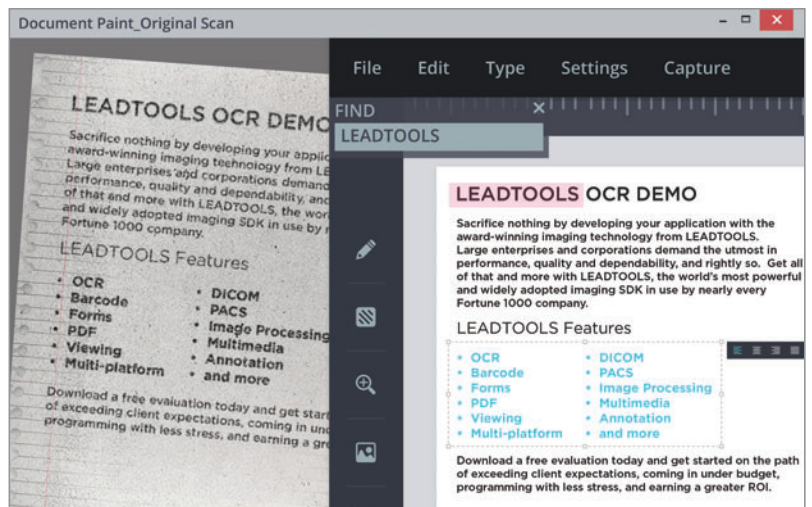 Document Paint_Original Scan
File Edit Type Settings Capture
FIND
LEADTOOLS
LEADTOOLS OCR DEMO
Sacrifice nothing by developing your applic
award-winning imaging technology from LE
Large enterprises and corporations demand
performance, quality and dependability, and
of that and more with LEADTOOLS, the wor
and widely adopted imaging SDK in use by n
Fortune 1000 company.
LEADTOOLS Features
• OCR
• Barcode
• Forms
• PDF
• Viewing
• Multi-platform
• DICOM
• PACS
• Image Processing
• Multimedia
• Annotation
• and more
Download a free evaluation today and get start
of exceeding client expectations, coming in und
programming with less stress, and earning a gre
LEADTOOLS OCR DEMO
Sacrifice nothing by developing your application with the
award-winning imaging technology from LEADTOOLS.
Large enterprises and corporations demand the utmost in
performance, quality and dependability, and rightly so. Get all
of that and more with LEADTOOLS, the world's most powerful
and widely adopted imaging SDK in use by nearly every
Fortune 1000 company.
LEADTOOLS Features
• OCR
• Barcode
• Forms
• PDF
• Viewing
• Multi-platform
• DICOM
• PACS
• Image Processing
• Multimedia
• Annotation
• and more
Download a free evaluation today and get started on the path
of exceeding client expectations, coming in under budget,
programming with less stress, and earning a greater ROI.